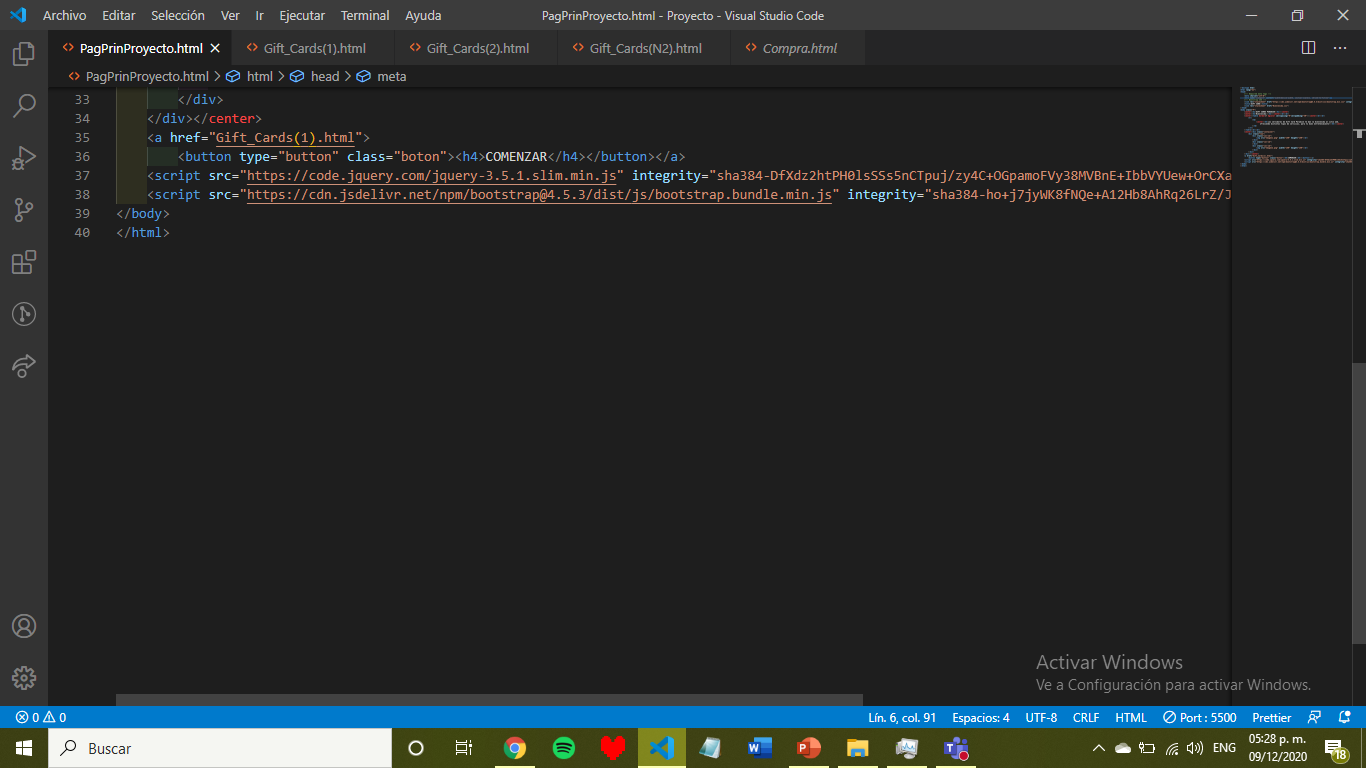 Archivo Editar Selección Ver Ir Ejecutar Terminal Ayuda PagPrinProyecto.html - Proyecto - Visual Studio Code
PagPrinProyecto.html Gift_Cards(1).html Gift_Cards(2).html Gift_Cards(N2).html Compra.html
PagPrinProyecto.html > html > head > meta
33 </div>
34 </div></center>
35 <a href="Gift_Cards(1).html">
36 <button type="button" class="boton"><h4>COMENZAR</h4></button></a>
37 <script src="https://code.jquery.com/jquery-3.5.1.slim.min.js" integrity="sha384-DfXdz2htPH0lsSSs5nCTpuj/zy4C+OGpamoFVy38MVBnE+IbbVYUew+OrCXa
38 <script src="https://cdn.jsdelivr.net/npm/bootstrap@4.5.3/dist/js/bootstrap.bundle.min.js" integrity="sha384-ho+j7jyWK8fNQe+A12Hb8AhRq26LrZ/J
39 </body>
40 </html>
Activar Windows
Ve a Configuración para activar Windows.
0 0 Lín. 6, col. 91 Espacios: 4 UTF-8 CRLF HTML Port : 5500 Prettier
Buscar
ENG
05:28 p. m.
09/12/2020
18